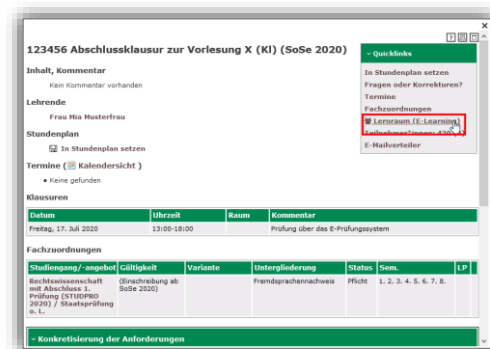 123456 Abschlussklausur zur Vorlesung X (Kl) (SoSe 2020)
Inhalt, Kommentar
Kein Kommentar vorhanden
Lehrende
Frau Mia Musterfrau
Stundenplan
In Stundenplan setzen
Termine ( Kalendersicht )
• Keine gefunden
Quicklinks
In Stundenplan setzen
Fragen oder Korrekturen?
Termine
Fachzuordnungen
Lernraum (E-Learning)
Teilnehmer*innen:
E-Mailverteiler
Klausuren
Datum Uhrzeit Raum Kommentar
Freitag, 17. Juli 2020 13:00-18:00 Prüfung über das E-Prüfungssystem
Fachzuordnungen
Studiengang/-angebot Gültigkeit Variante Untergliederung Status Sem. LP
Rechtswissenschaft (Einschreibung ab Fremdsprachennachweis Pflicht 1. 2. 3. 4. 5. 6. 7. 8.
mit Abschluss 1. SoSe 2020)
Prüfung (STUDPRO
2020) / Staatsprüfung
o. L.
Konkretisierung der Anforderungen